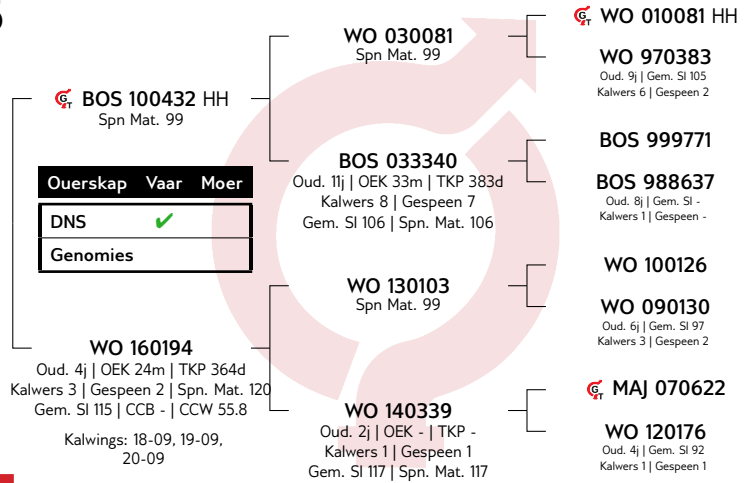 BOS 100432 HH
Spn Mat. 99
Ouerskap Vaar Moer
DNS ✔
Genomies
WO 160194
Oud. 4j | OEK 24m | TKP 364d
Kalwers 3 | Gespeen 2 | Spn. Mat. 120
Gem. SI 115 | CCB - | CCW 55.8
Kalwings: 18-09, 19-09,
20-09
WO 030081
Spn Mat. 99
BOS 033340
Oud. 11j | OEK 33m | TKP 383d
Kalwers 8 | Gespeen 7
Gem. SI 106 | Spn. Mat. 106
WO 130103
Spn Mat. 99
WO 140339
Oud. 2j | OEK - | TKP -
Kalwers 1 | Gespeen 1
Gem. SI 117 | Spn. Mat. 117
GT WO 010081 HH
WO 970383
Oud. 9j | Gem. SI 105
Kalwers 6 | Gespeen 2
BOS 999771
BOS 988637
Oud. 8j | Gem. SI -
Kalwers 1 | Gespeen -
WO 100126
WO 090130
Oud. 6j | Gem. SI 97
Kalwers 3 | Gespeen 2
GT MAJ 070622
WO 120176
Oud. 4j | Gem. SI 92
Kalwers 1 | Gespeen 1